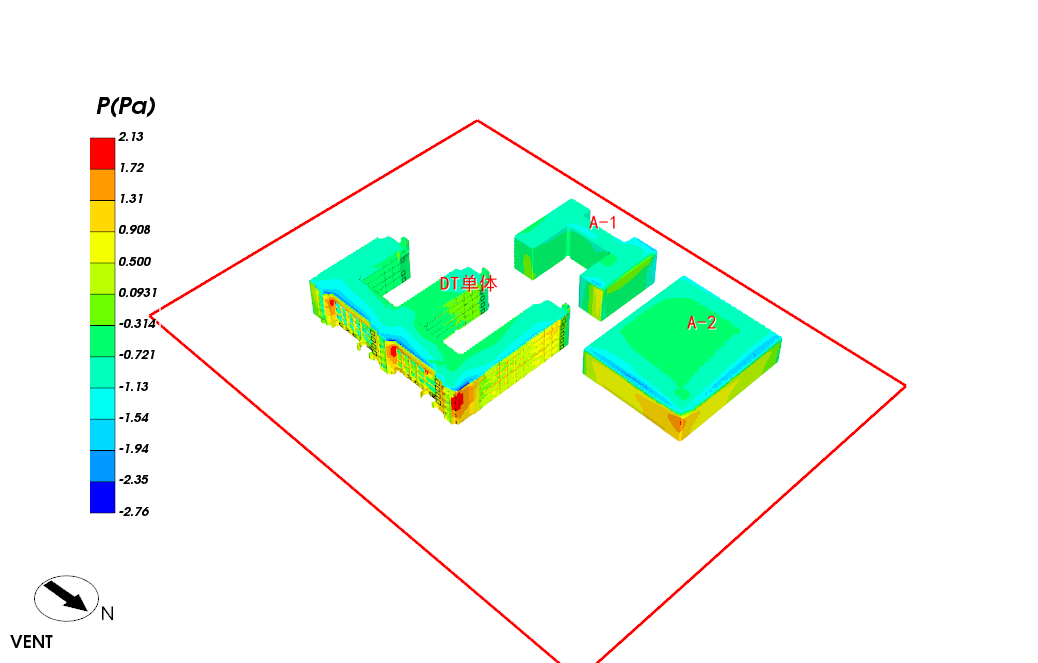 P(Pa)
2.13
1.72
1.31
0.908
0.500
0.0931
-0.314
-0.721
-1.13
-1.54
-1.94
-2.35
-2.76
A-1
DT单体
A-2
N
VENT